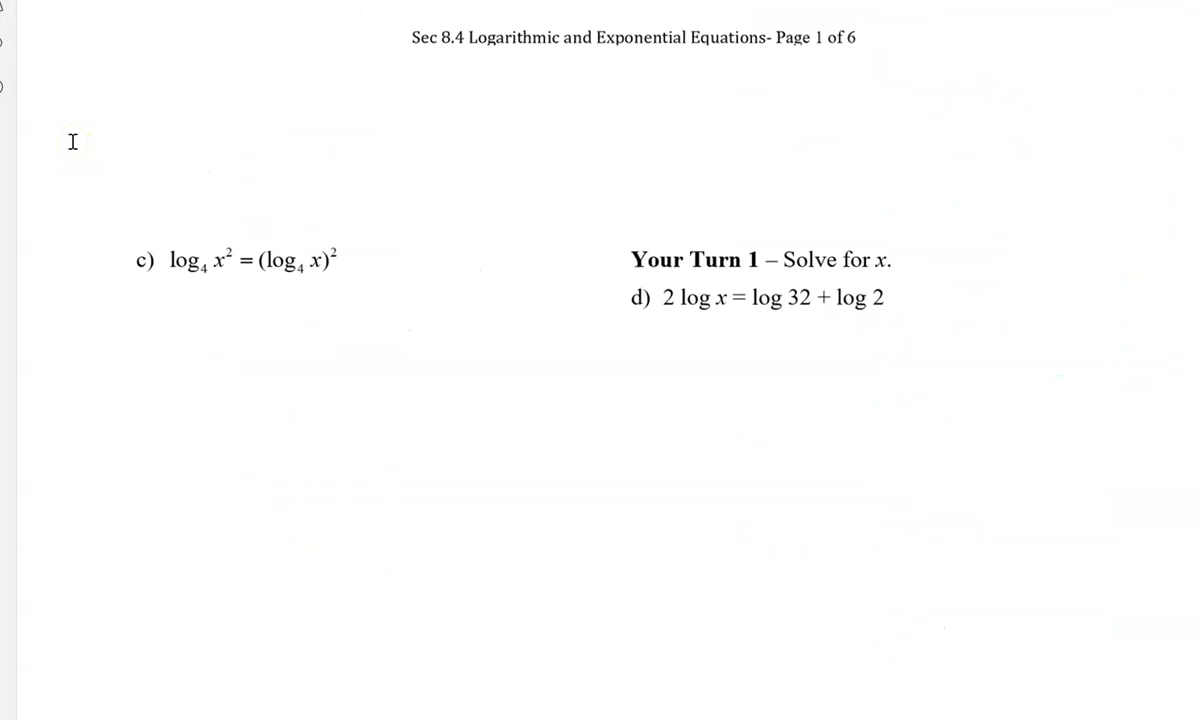 Sec 8.4 Logarithmic and Exponential Equations- Page 1 of 6
c) log₄ x² = (log₄ x)²
Your Turn 1 – Solve for x.
d) 2 log x = log 32 + log 2